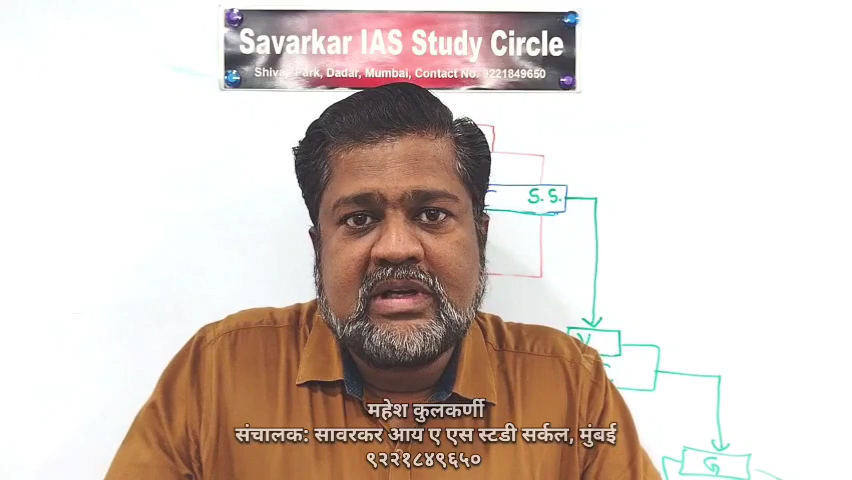 Savarkar IAS Study Circle
Shivaji Park, Dadar, Mumbai, Contact No. 9221849650
S.S.
V
G
महेश कुलकर्णी
संचालक: सावरकर आय ए एस स्टडी सर्कल, मुंबई
९२२१८४९६५०